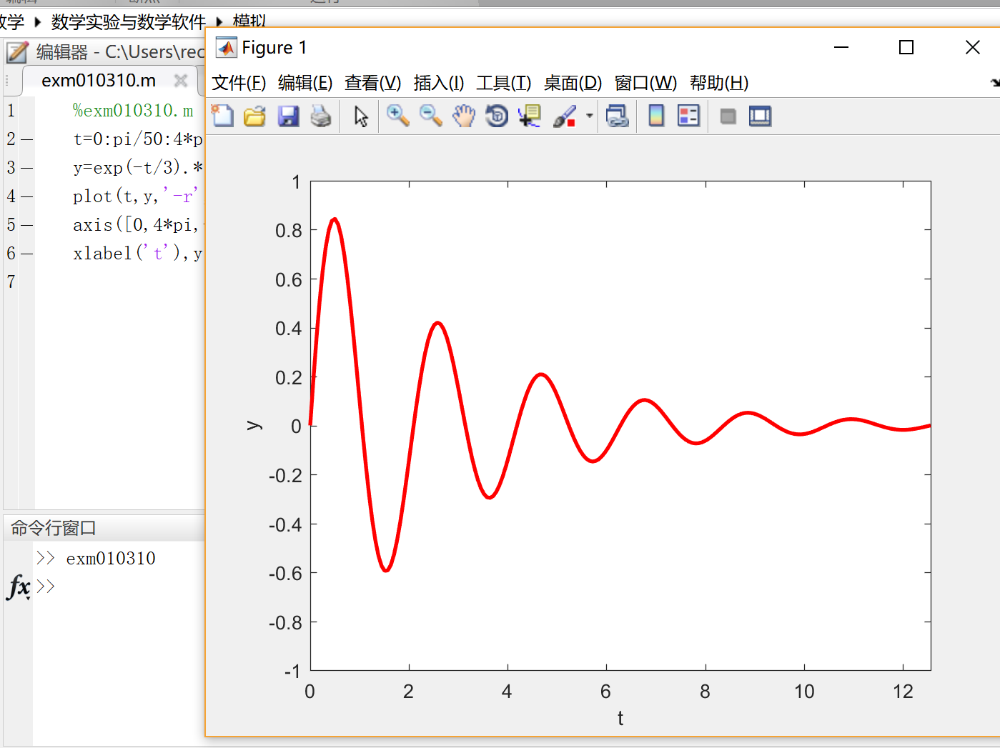 数学 ▶ 数学实验与数学软件 ▶ 模拟
编辑器 - C:\Users\rec
exm010310.m
1 %exm010310.m
2 t=0:pi/50:4*p
3 y=exp(-t/3).*
4 plot(t,y,'-r'
5 axis([0,4*pi,
6 xlabel('t'),y
7
命令行窗口
>> exm010310
fx >>
Figure 1
文件(F) 编辑(E) 查看(V) 插入(I) 工具(T) 桌面(D) 窗口(W) 帮助(H)
1
0.8
0.6
0.4
0.2
0
-0.2
-0.4
-0.6
-0.8
-1
y
0 2 4 6 8 10 12
t